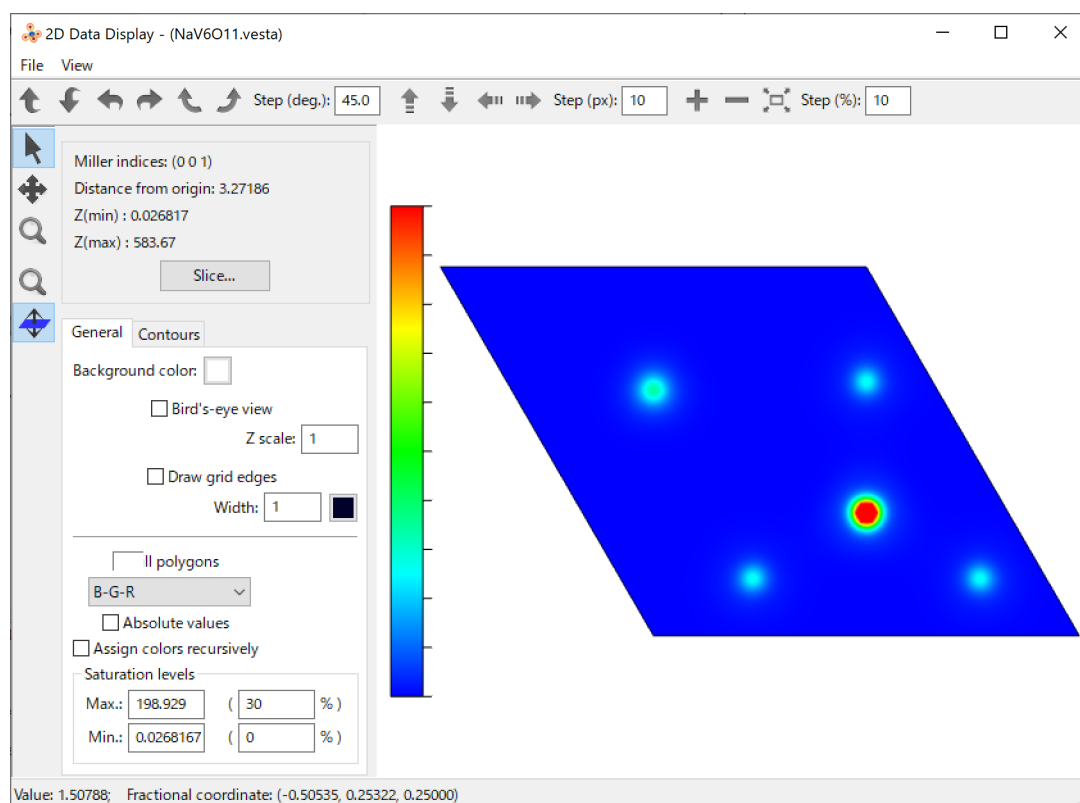 2D Data Display - (NaV6O11.vesta)
File View
Step (deg.): 45.0 Step (px): 10 Step (%): 10
Miller indices: (0 0 1)
Distance from origin: 3.27186
Z(min) : 0.026817
Z(max) : 583.67
Slice...
General Contours
Background color:
Bird's-eye view
Z scale: 1
Draw grid edges
Width: 1
ll polygons
B-G-R
Absolute values
Assign colors recursively
Saturation levels
Max.: 198.929 ( 30 % )
Min.: 0.0268167 ( 0 % )
Value: 1.50788; Fractional coordinate: (-0.50535, 0.25322, 0.25000)